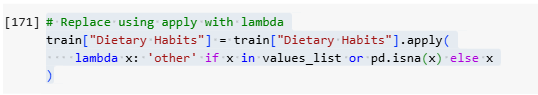 [171] # Replace using apply with lambda
train["Dietary Habits"] = train["Dietary Habits"].apply(
    lambda x: 'other' if x in values_list or pd.isna(x) else x
)